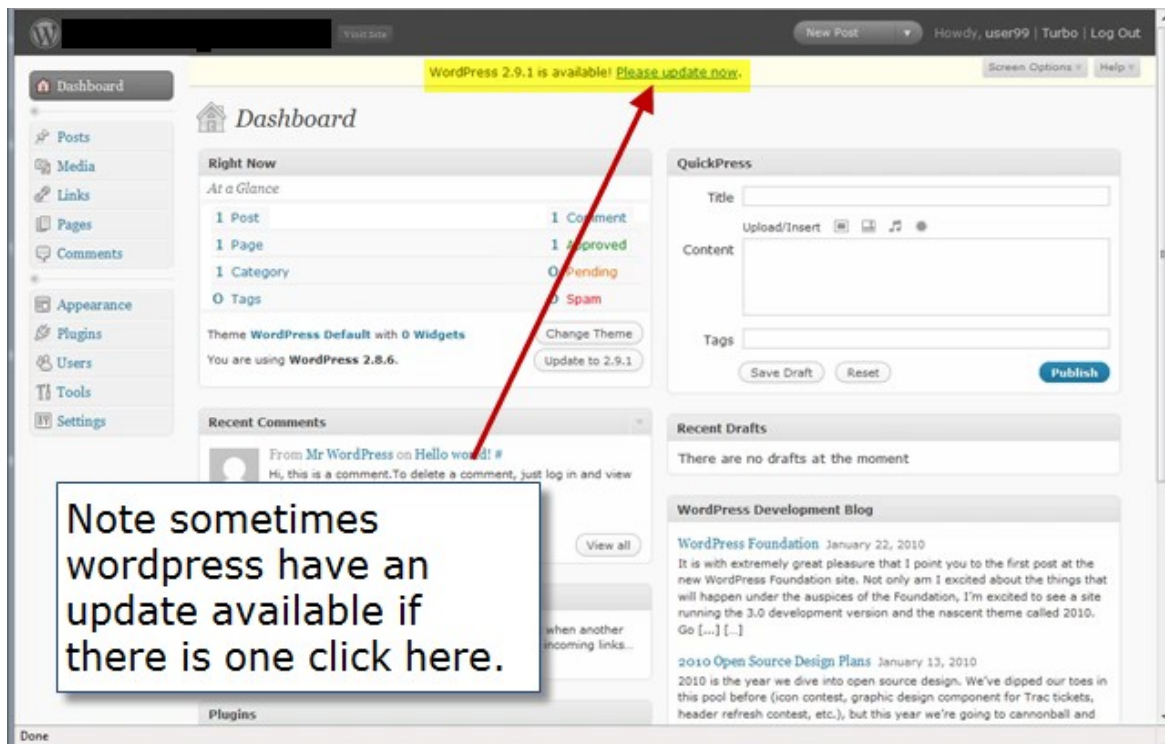 Visit Site
New Post
Howdy, user99 | Turbo | Log Out
WordPress 2.9.1 is available! Please update now.
Screen Options
Help
Dashboard
Posts
Media
Links
Pages
Comments
Appearance
Plugins
Users
Tools
Settings
Dashboard
Right Now
At a Glance
1 Post 1 Comment
1 Page 1 Approved
1 Category 0 Pending
0 Tags Spam
Theme WordPress Default with 0 Widgets Change Theme
You are using WordPress 2.8.6. Update to 2.9.1
Recent Comments
From Mr WordPress on Hello world! #
Hi, this is a comment.To delete a comment, just log in and view
View all
when another
incoming links...
Plugins
Note sometimes
wordpress have an
update available if
there is one click here.
QuickPress
Title
Upload/Insert
Content
Tags
Save Draft Reset Publish
Recent Drafts
There are no drafts at the moment
WordPress Development Blog
WordPress Foundation January 22, 2010
It is with extremely great pleasure that I point you to the first post at the
new WordPress Foundation site. Not only am I excited about the things that
will happen under the auspices of the Foundation, I'm excited to see a site
running the 3.0 development version and the nascent theme called 2010.
Go [...] [...]
2010 Open Source Design Plans January 13, 2010
2010 is the year we dive into open source design. We've dipped our toes in
this pool before (icon contest, graphic design component for Trac tickets,
header refresh contest, etc.), but this year we're going to cannonball and
Done